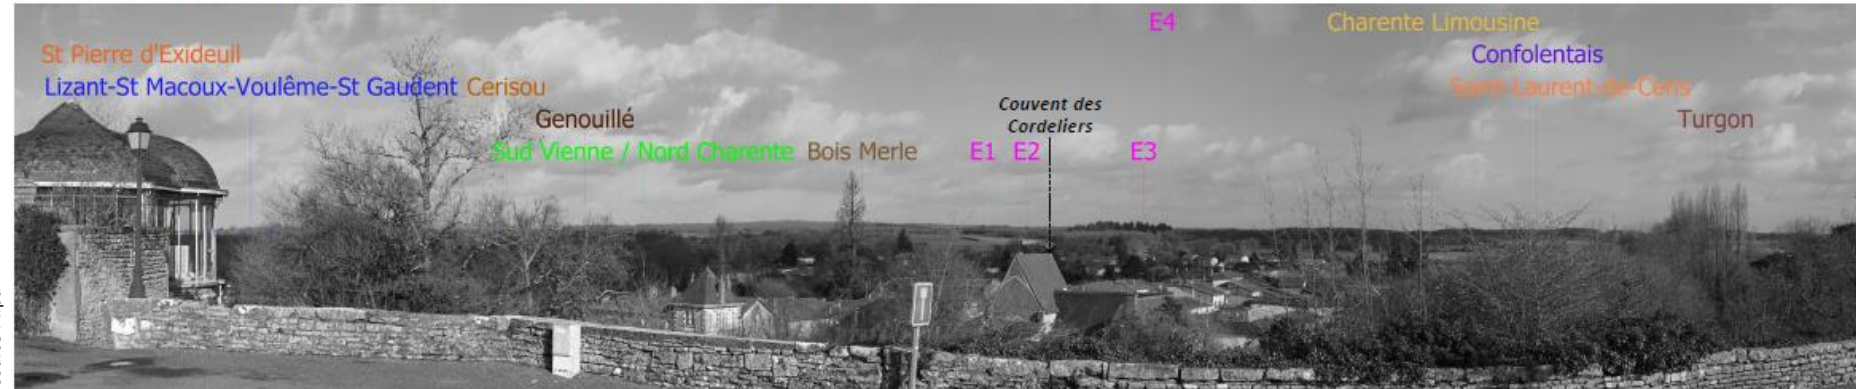 E4
Charente Limousine
St Pierre d'Exideuil
Confolentais
Lizant-St Macoux-Voulême-St Gaudent
Cerisou
Saint-Laurent-de-Ceris
Couvent des
Cordeliers
Genouillé
Turgon
Sud Vienne / Nord Charente
Bois Merle
E1
E2
E3